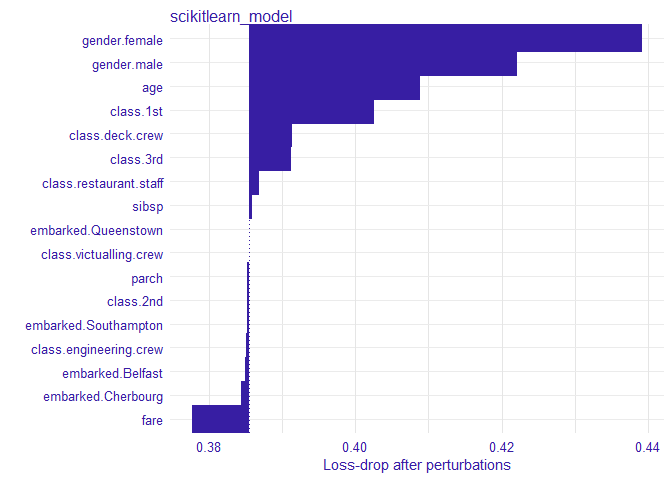 scikitlearn_model
gender.female
gender.male
age
class.1st
class.deck.crew
class.3rd
class.restaurant.staff
sibsp
embarked.Queenstown
class.victualling.crew
parch
class.2nd
embarked.Southampton
class.engineering.crew
embarked.Belfast
embarked.Cherbourg
fare
0.38 0.40 0.42 0.44
Loss-drop after perturbations